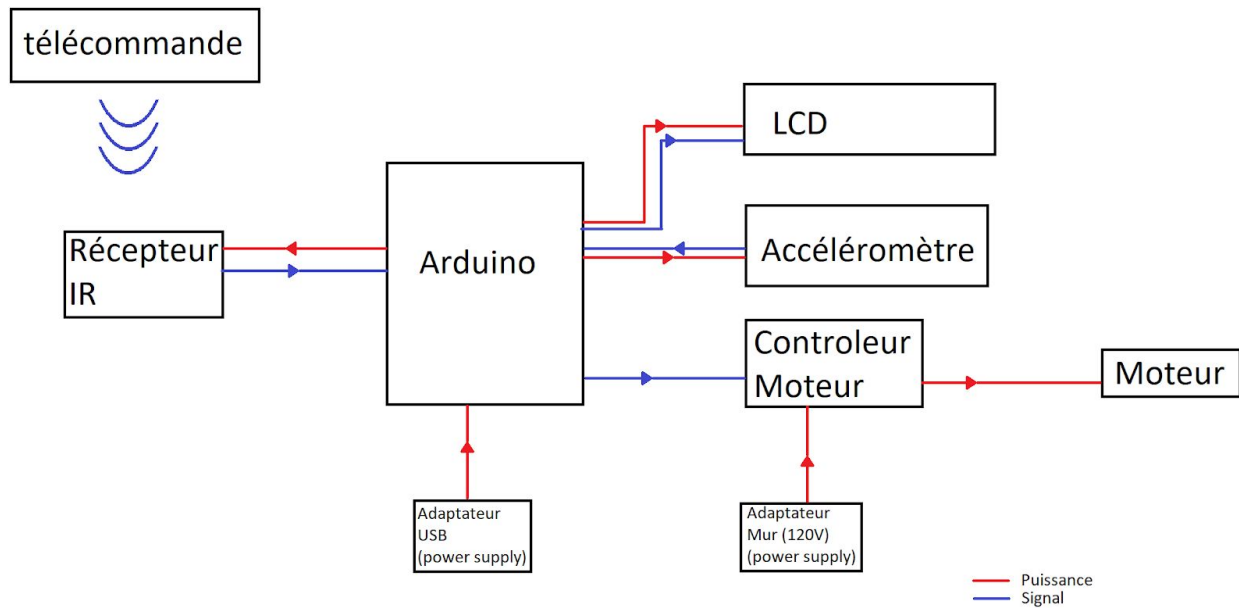 télécommande
LCD
Récepteur
IR
Arduino
Accéléromètre
Controleur
Moteur
Moteur
Adaptateur
USB
(power supply)
Adaptateur
Mur (120V)
(power supply)
Puissance
Signal